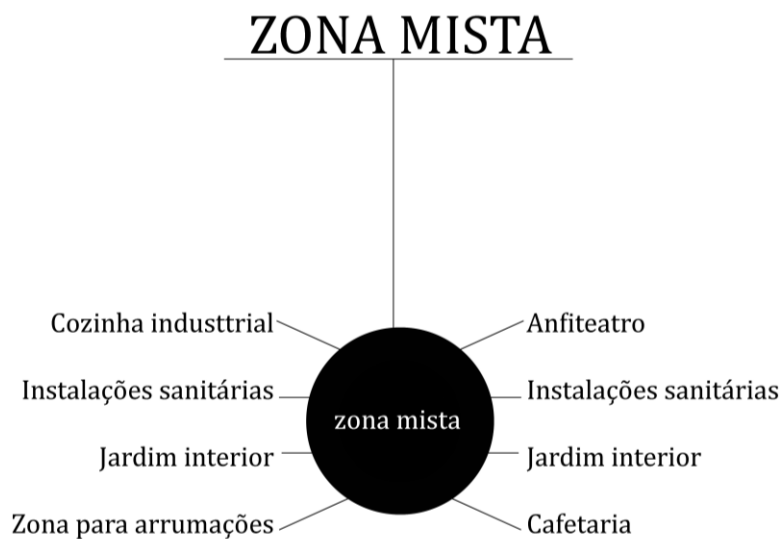 ZONA MISTA
Cozinha industtrial
Anfiteatro
Instalações sanitárias
Instalações sanitárias
zona mista
Jardim interior
Jardim interior
Zona para arrumações
Cafetaria